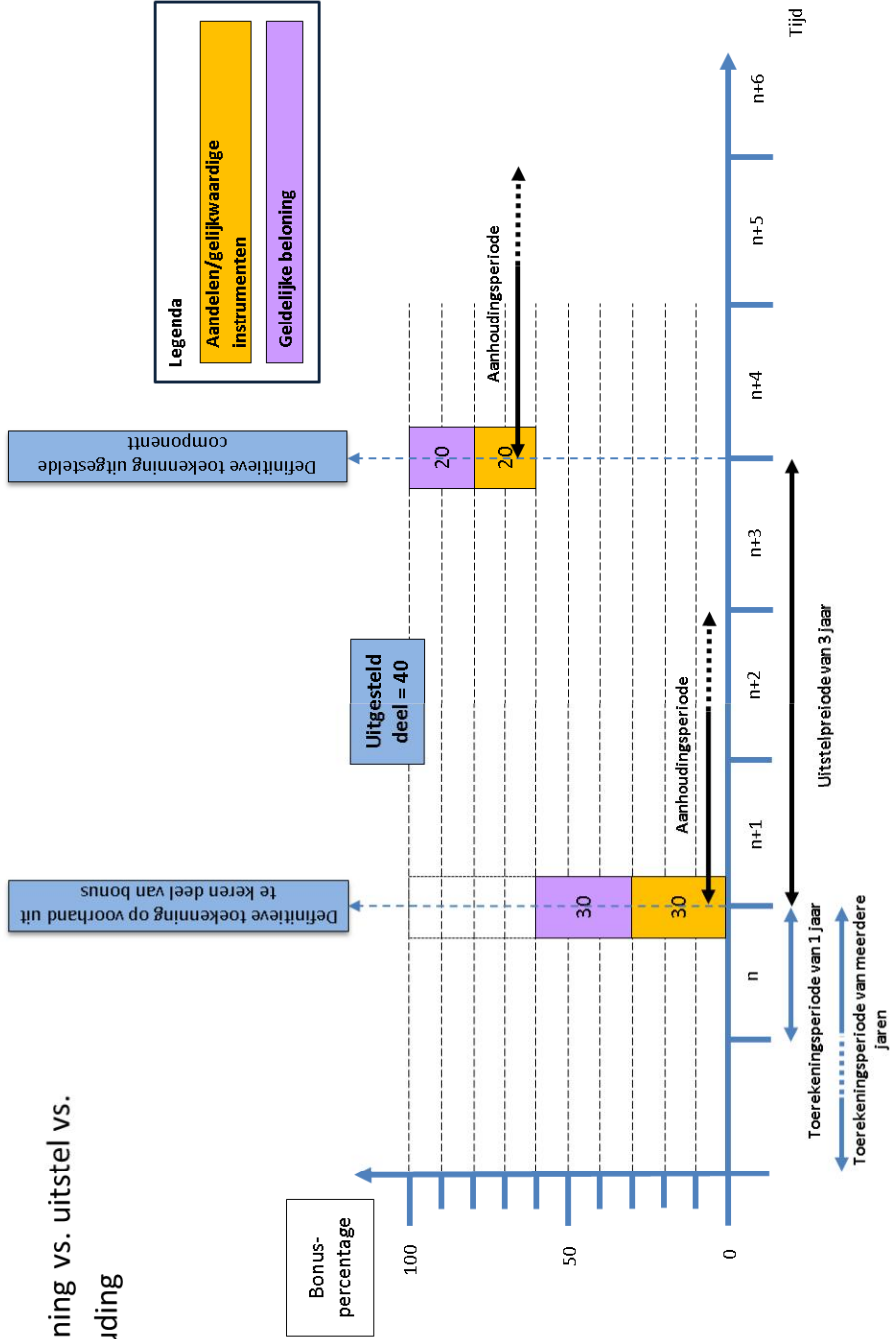 ning vs. uitstel vs.
uding
Legenda
Aandelen/gelijkwaardige
instrumenten
Geldelijke beloning
Definitieve toekenning op voorhand uit
te keren deel van bonus
Definitieve toekenning uitgestelde
componentt
Bonus-
percentage
Uitgesteld
deel = 40
100
50
0
30
30
20
20
Aanhoudingsperiode
Aanhoudingsperiode
n
n+1
n+2
n+3
n+4
n+5
n+6
Tijd
Toerekeningsperiode van 1 jaar
Uitstelpreiode van 3 jaar
Toerekeningsperiode van meerdere
jaren